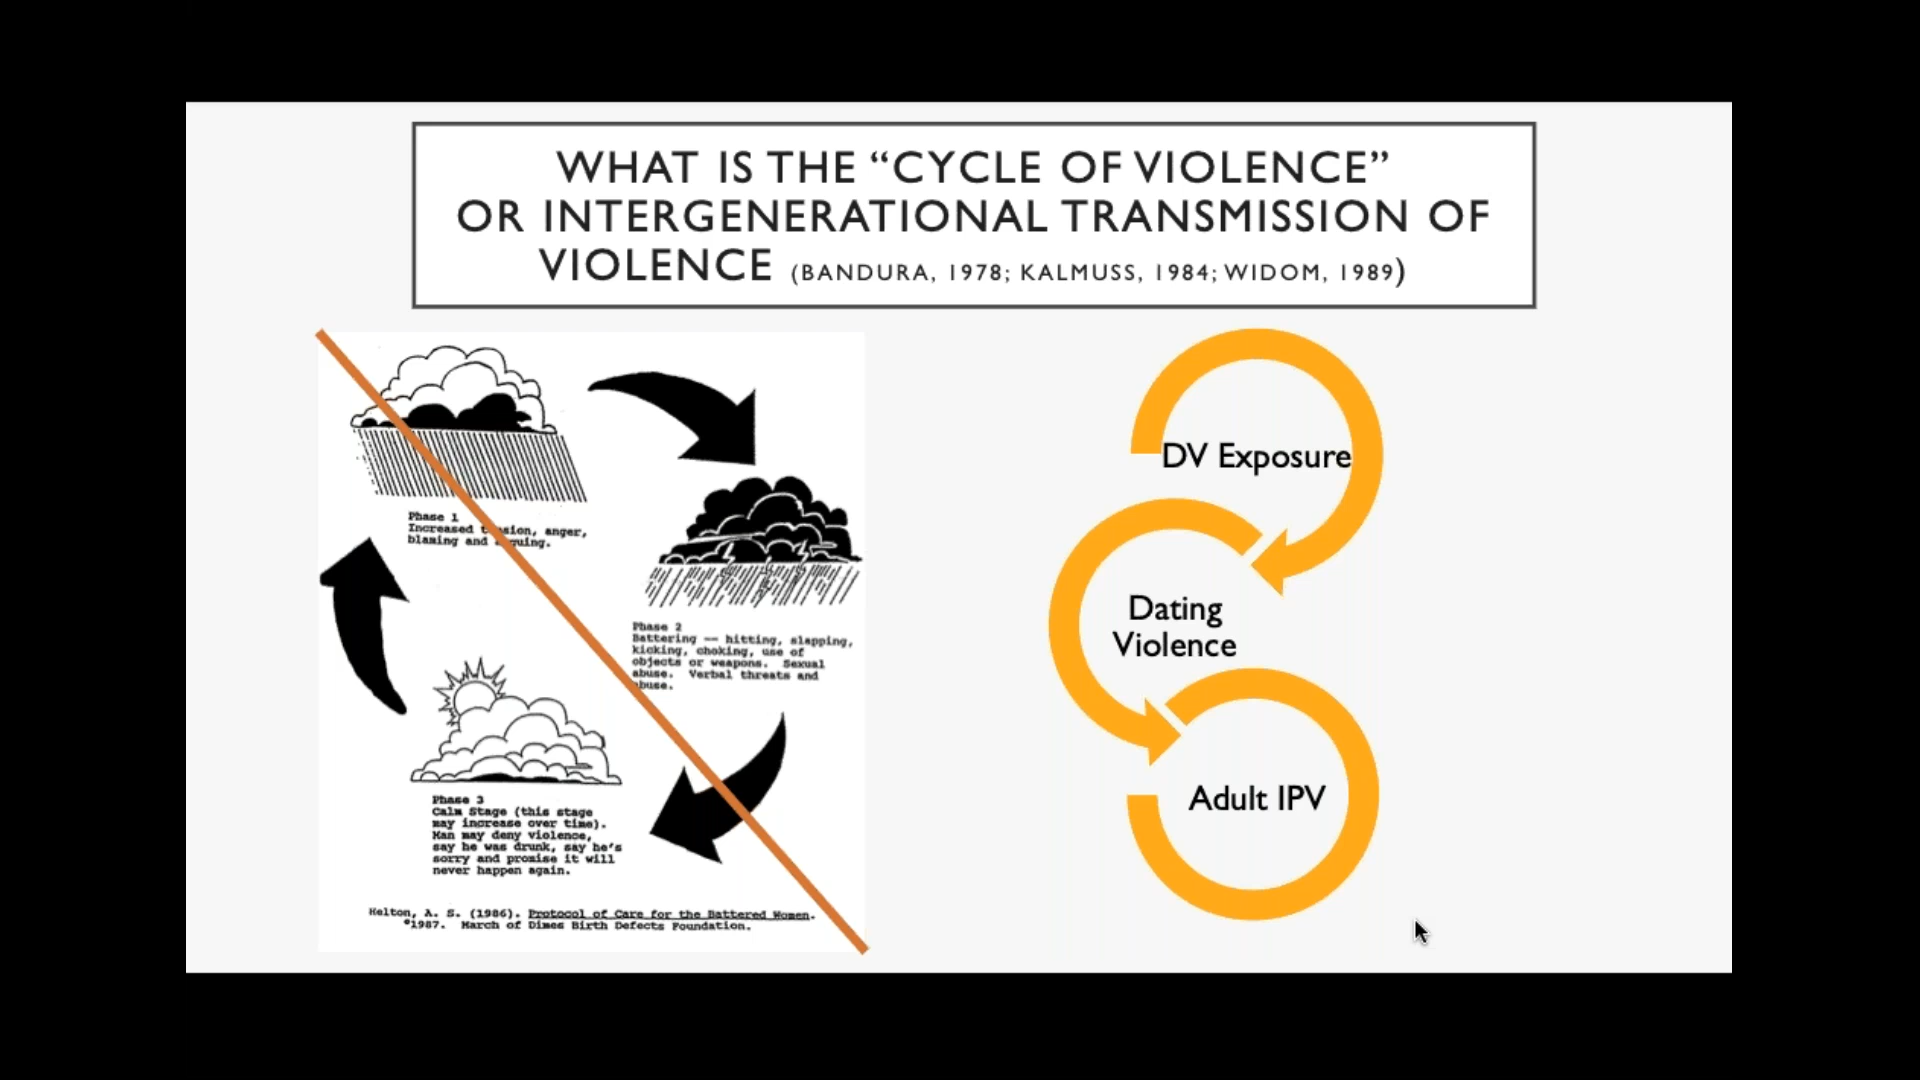 WHAT IS THE “CYCLE OF VIOLENCE”
OR INTERGENERATIONAL TRANSMISSION OF
VIOLENCE (BANDURA, 1978; KALMUSS, 1984; WIDOM, 1989)
Phase 1
Increased tension, anger,
blaming and arguing.
Phase 2
Battering -- hitting, slapping,
kicking, choking, use of
objects or weapons. Sexual
abuse. Verbal threats and
abuse.
Phase 3
Calm Stage (this stage
may increase over time).
Man may deny violence,
say he was drunk, say he's
sorry and promise it will
never happen again.
Helton, A. S. (1986). Protocol of Care for the Battered Women.
©1987. March of Dimes Birth Defects Foundation.
DV Exposure
Dating
Violence
Adult IPV